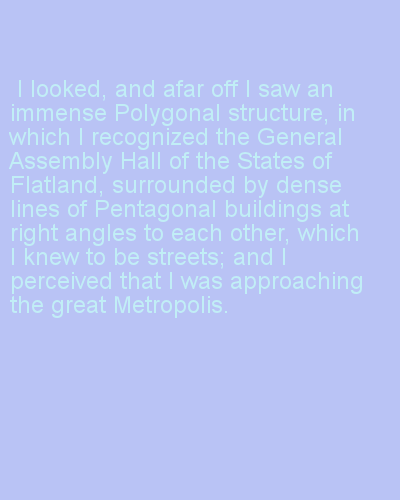 I looked, and afar off I saw an
immense Polygonal structure, in
which I recognized the General
Assembly Hall of the States of
Flatland, surrounded by dense
lines of Pentagonal buildings at
right angles to each other, which
I knew to be streets; and I
perceived that I was approaching
the great Metropolis.